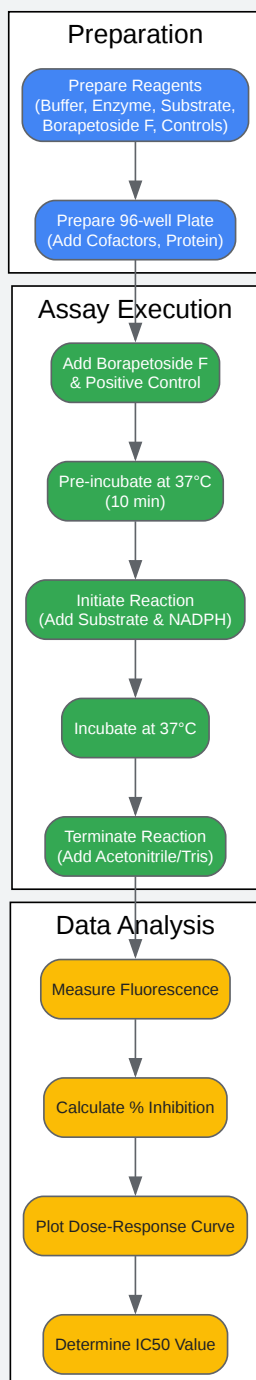 Preparation
Prepare Reagents
(Buffer, Enzyme, Substrate,
Borapetoside F, Controls)
Prepare 96-well Plate
(Add Cofactors, Protein)
Assay Execution
Add Borapetoside F
& Positive Control
Pre-incubate at 37°C
(10 min)
Initiate Reaction
(Add Substrate & NADPH)
Incubate at 37°C
Terminate Reaction
(Add Acetonitrile/Tris)
Data Analysis
Measure Fluorescence
Calculate % Inhibition
Plot Dose-Response Curve
Determine IC50 Value